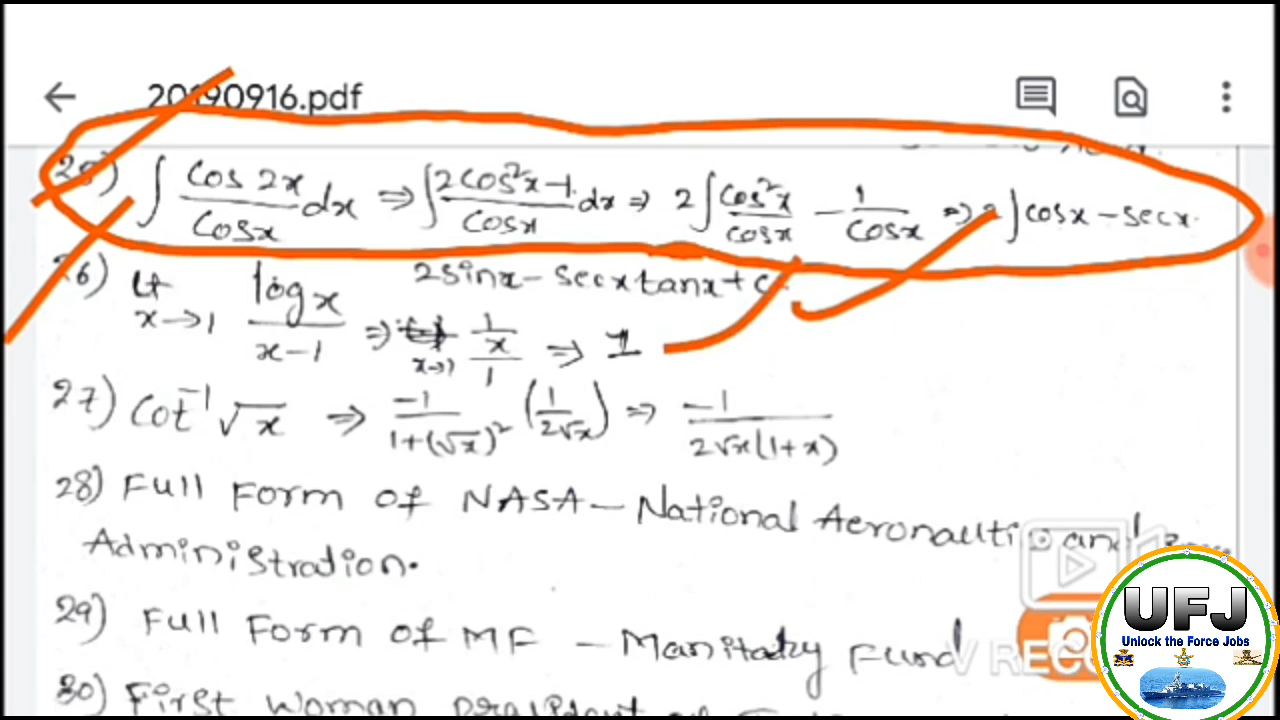 20190916.pdf
25) ∫ Cos 2x / Cosx dx ⇒ ∫ 2cos²x-1 / Cosx dx ⇒ 2∫ Cos²x / cosx - 1 / cosx ⇒ 2∫cosx - secx.
2sinx - secxtanx + c.
26) Lt x→1 logx / x-1 ⇒ x→1 1/x / 1 ⇒ 1
27) Cot⁻¹√x ⇒ -1 / 1+(√x)² (1 / 2√x) ⇒ -1 / 2√x(1+x)
28) Full Form of NASA - National Aeronautics and
Administration.
29) Full Form of MF - Fund
30) First Woman President of
V RECO
UFJ
Unlock the Force Jobs